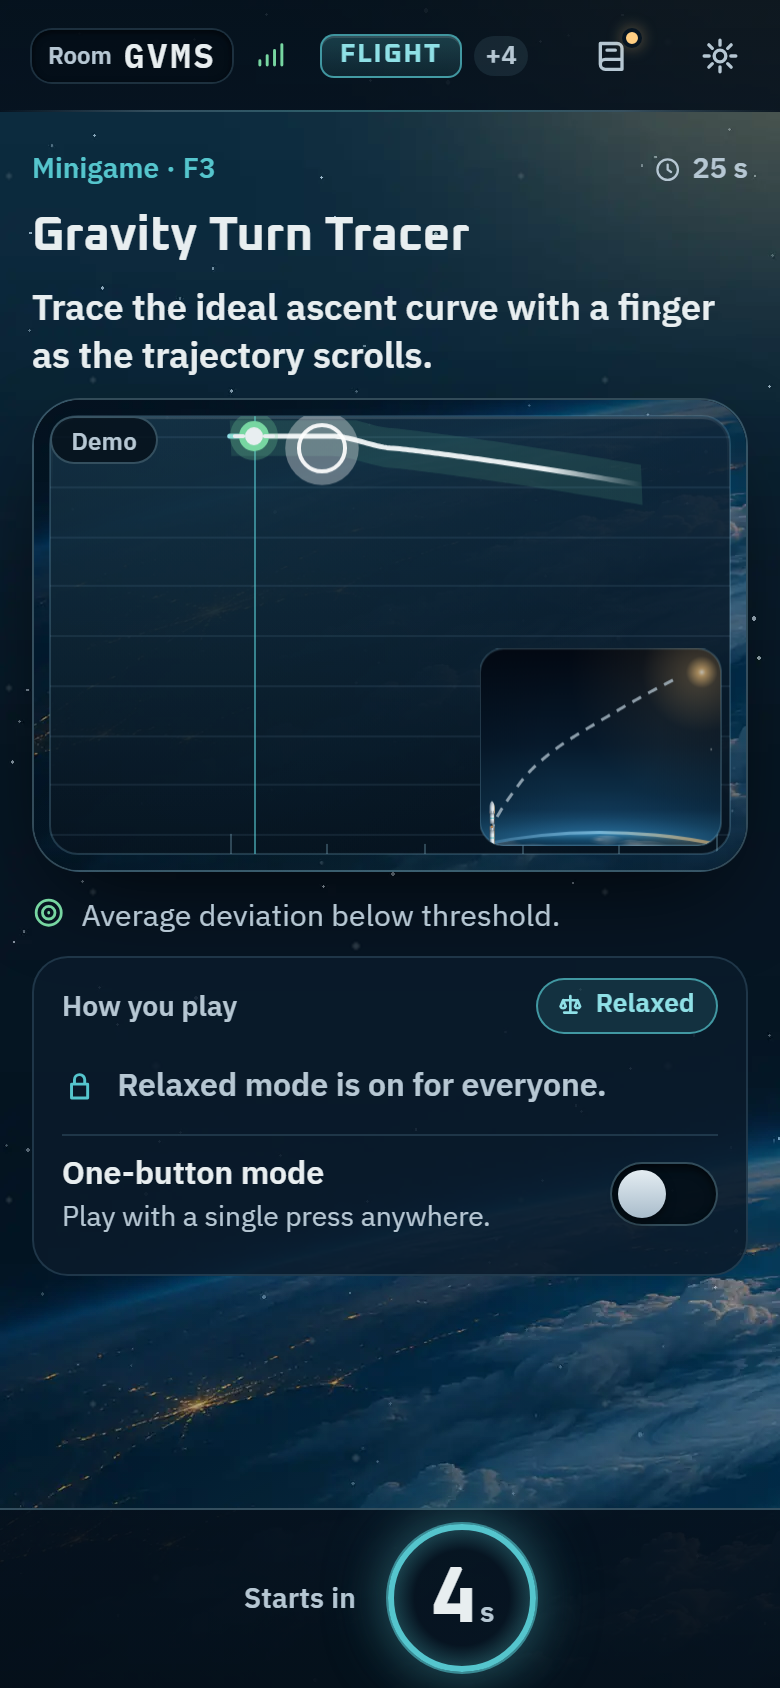 Room GVMS FLIGHT +4
Minigame · F3
25 s
Gravity Turn Tracer
Trace the ideal ascent curve with a finger
as the trajectory scrolls.
Demo
Average deviation below threshold.
How you play
Relaxed
Relaxed mode is on for everyone.
One-button mode
Play with a single press anywhere.
Starts in 4 s